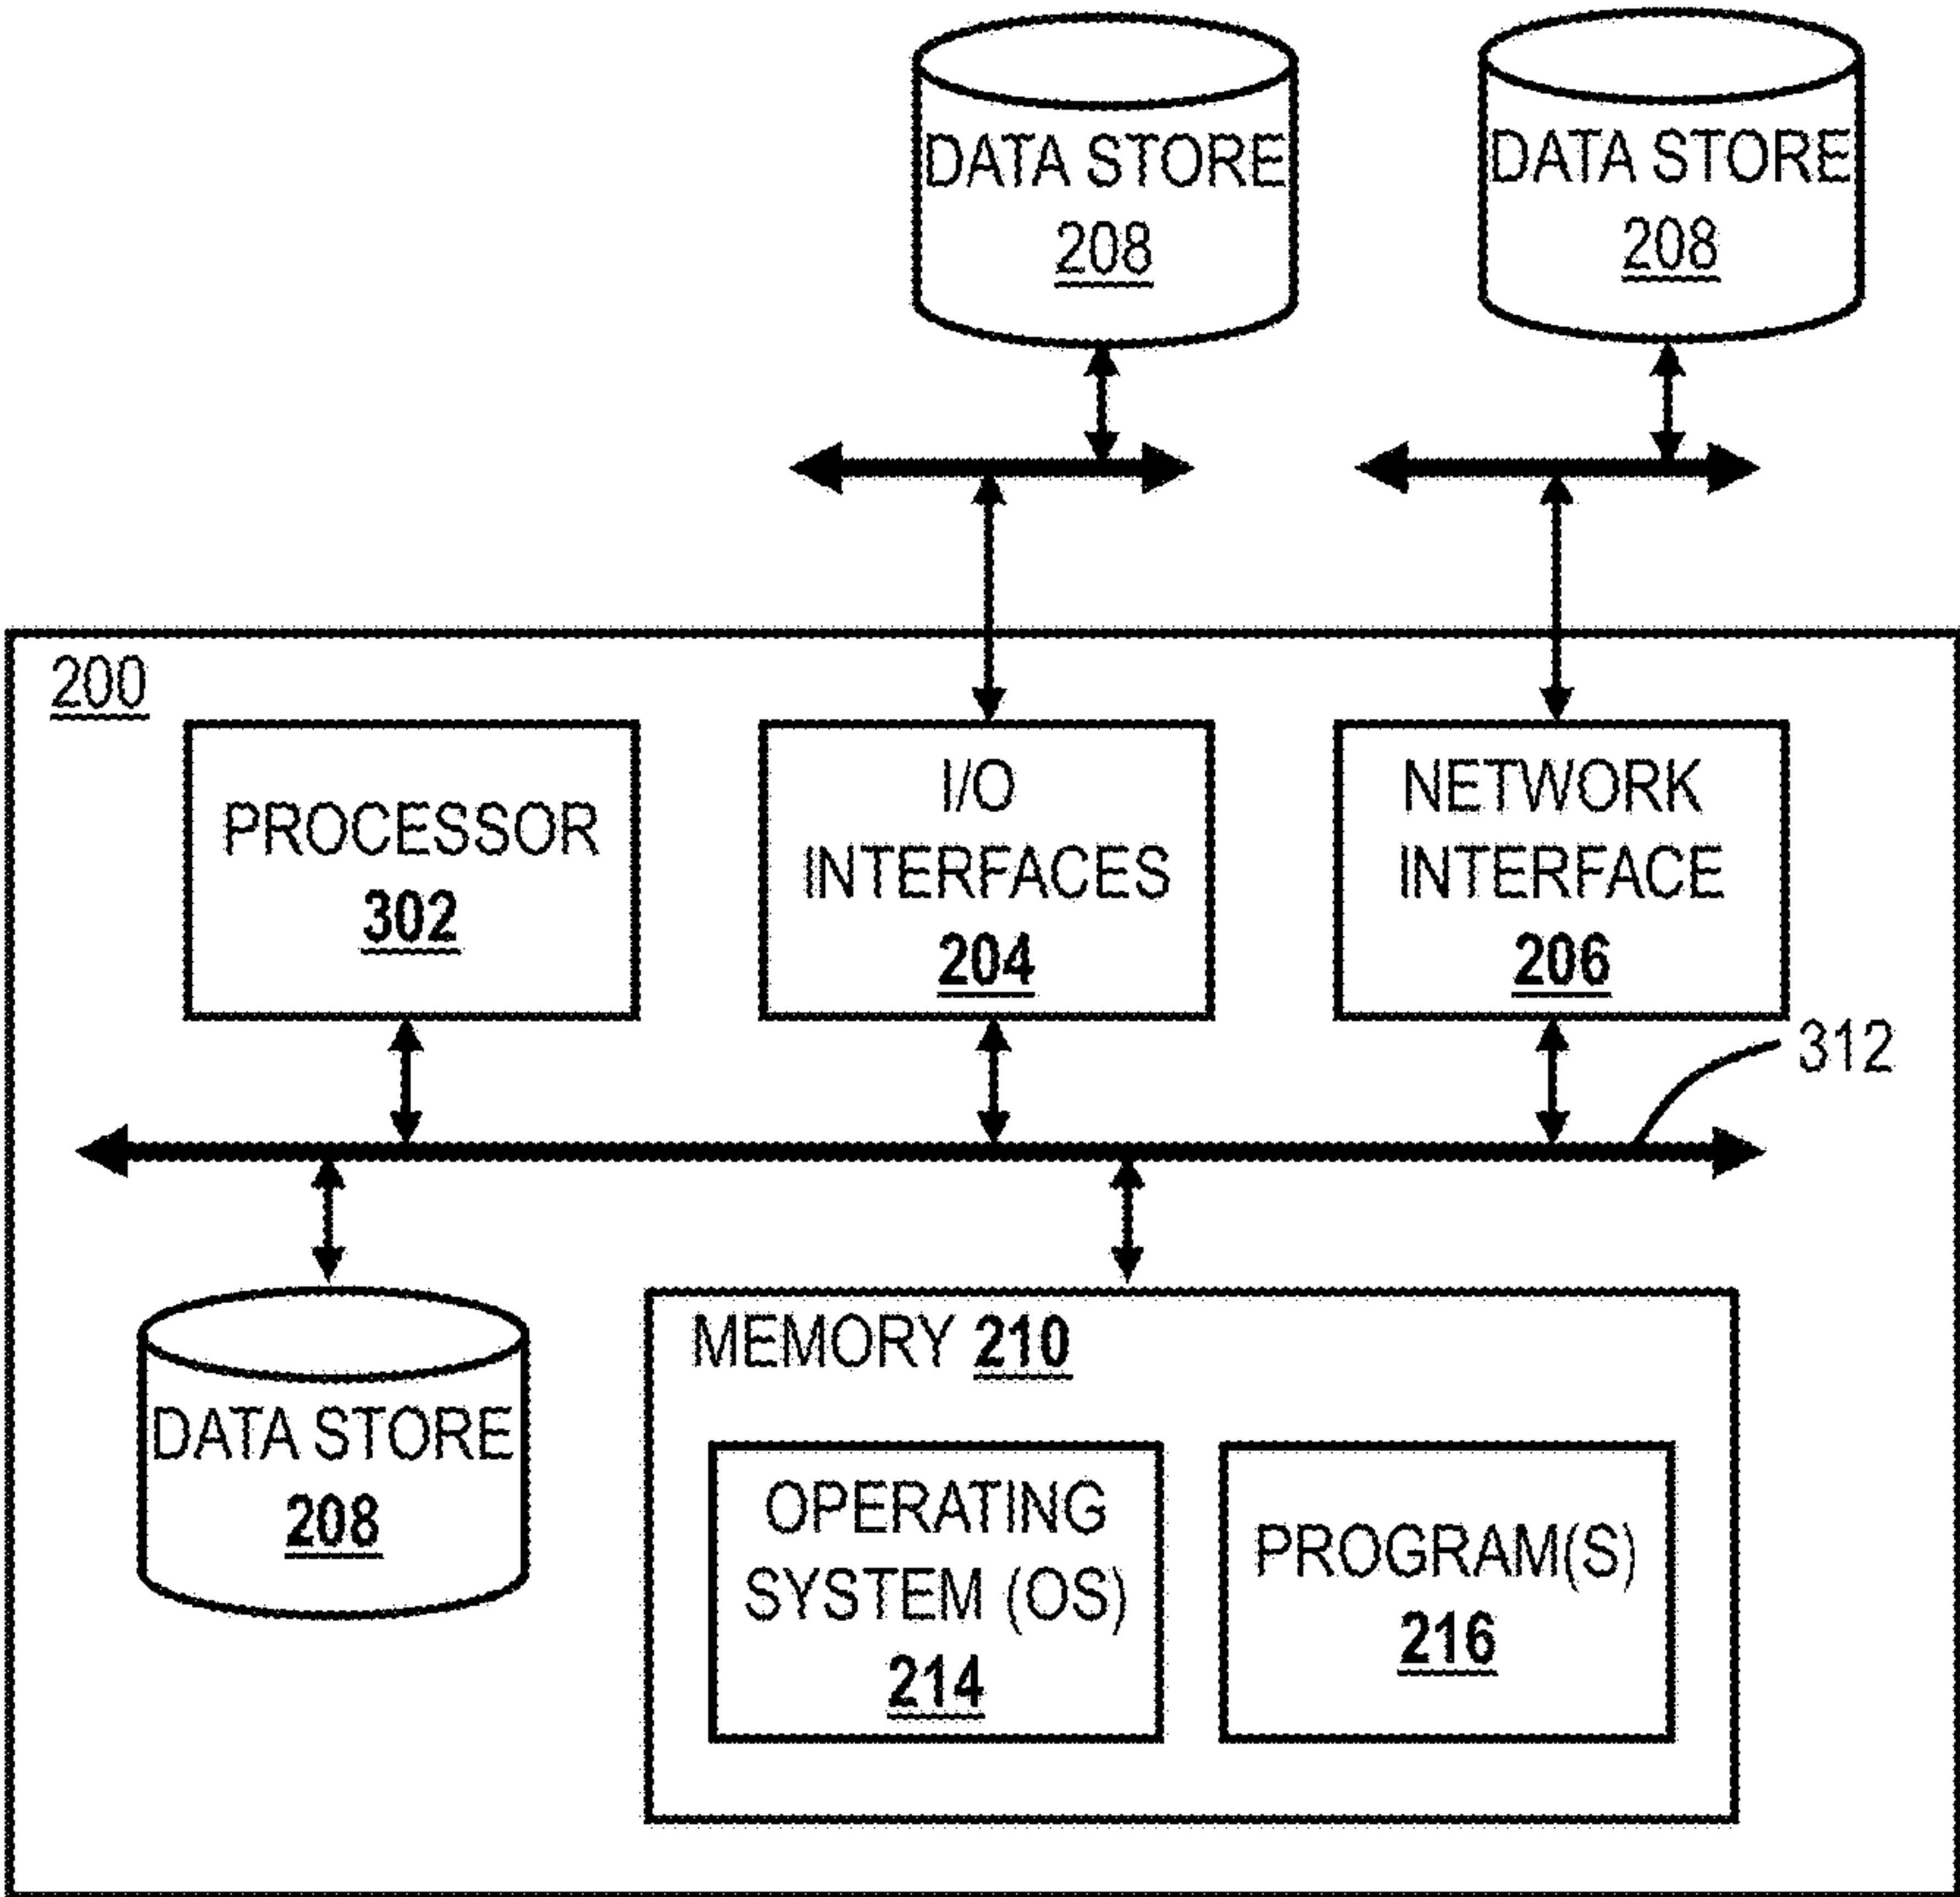 DATA STORE
208
DATA STORE
208
200
PROCESSOR
302
I/O
INTERFACES
204
NETWORK
INTERFACE
206
312
DATA STORE
208
MEMORY 210
OPERATING
SYSTEM (OS)
214
PROGRAM(S)
216